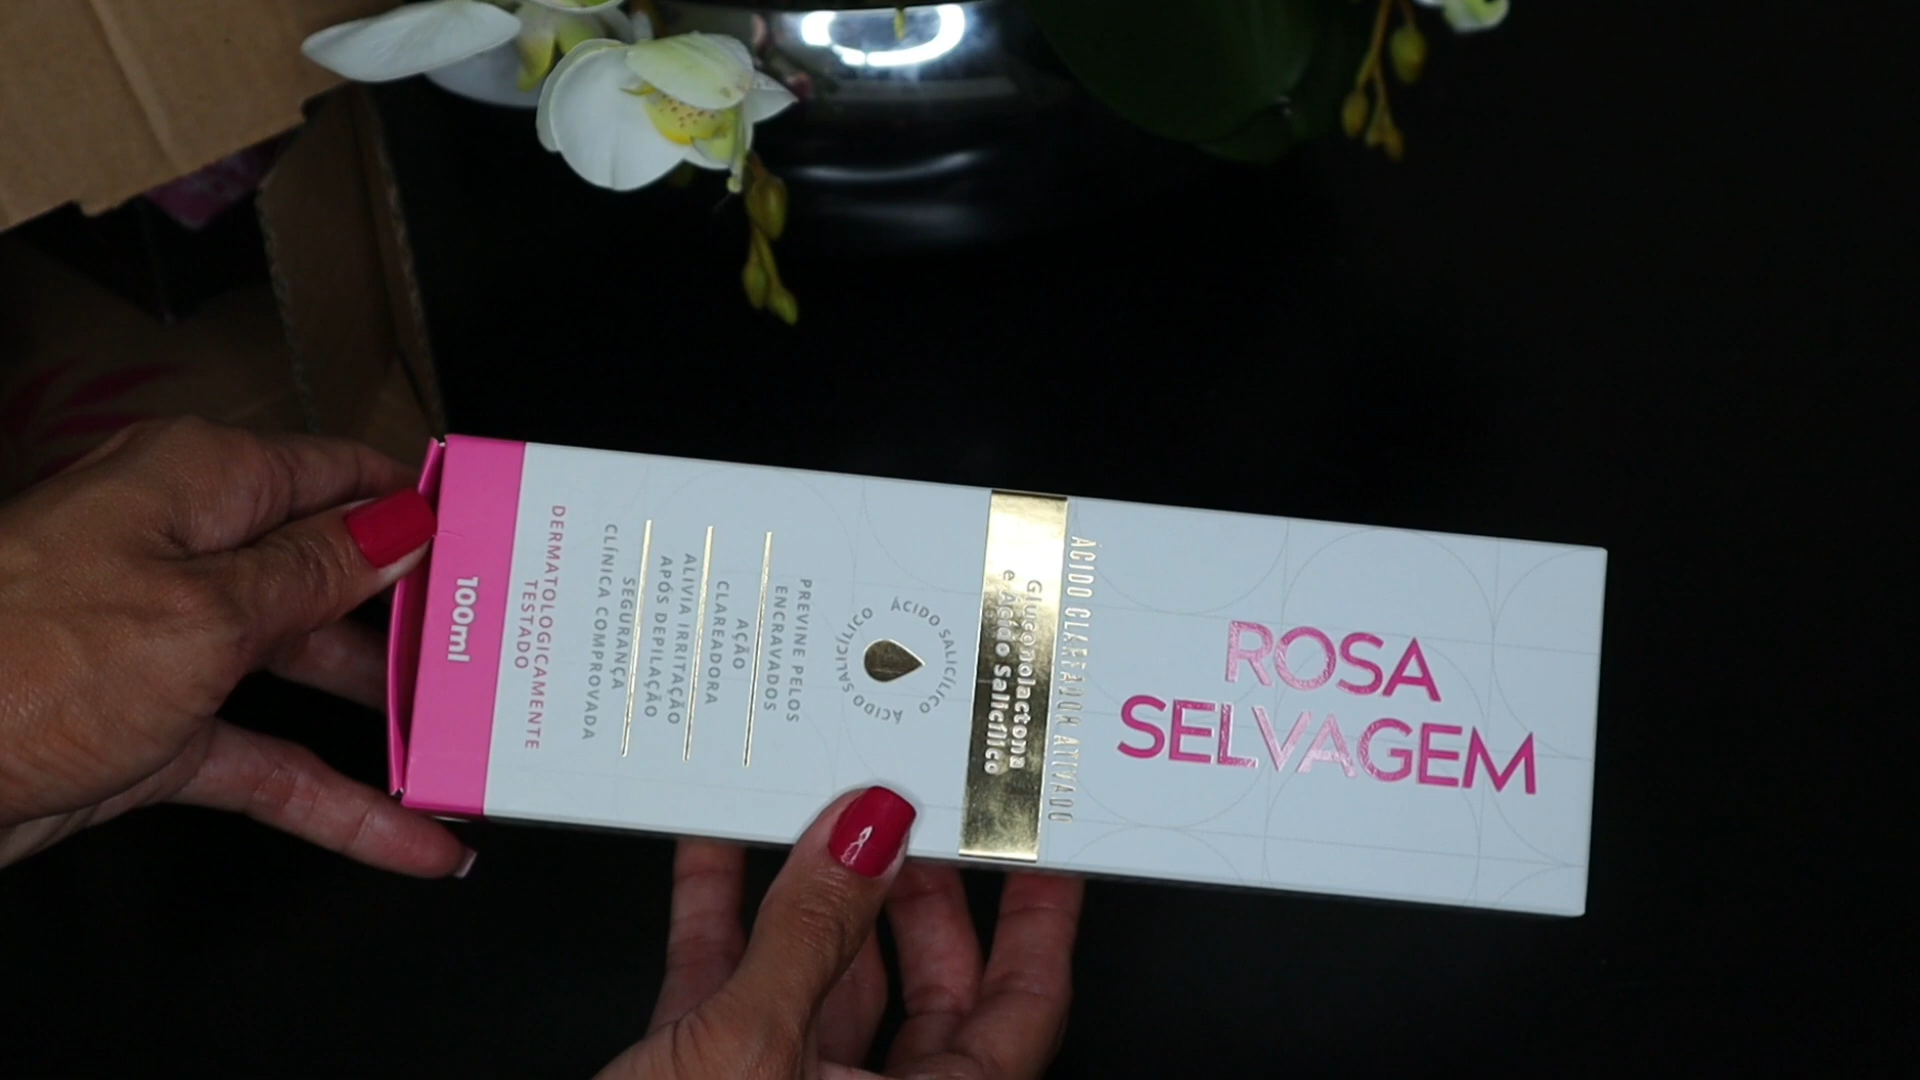 ROSA
SELVAGEM
ÁCIDO CLAREADOR ATIVADO
Gluconolactona
e Ácido Salicílico
ÁCIDO SALICÍLICO ÁCIDO SALICÍLICO
PREVINE PELOS
ENCRAVADOS
AÇÃO
CLAREADORA
ALIVIA IRRITAÇÃO
APÓS DEPILAÇÃO
SEGURANÇA
CLÍNICA COMPROVADA
DERMATOLOGICAMENTE
TESTADO
100ml